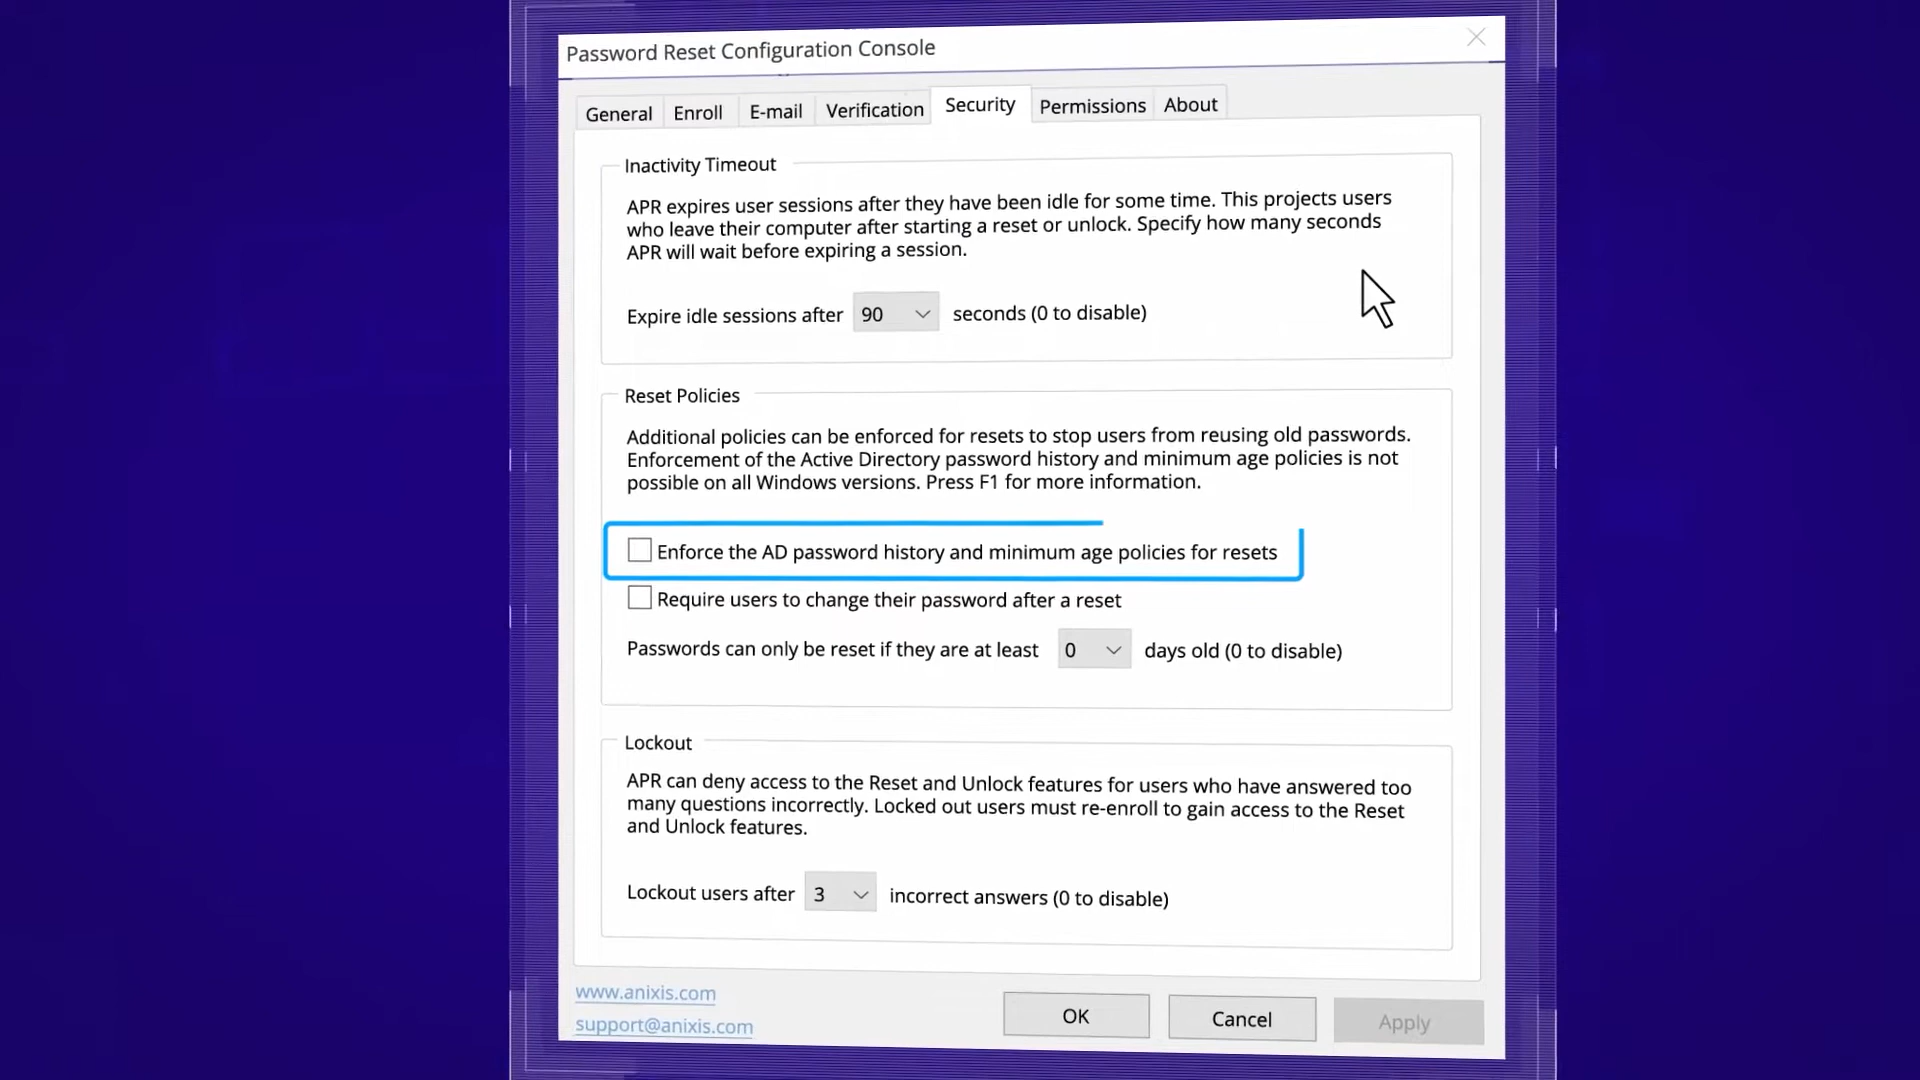 Password Reset Configuration Console
General
Enroll
E-mail
Verification
Security
Permissions
About
Inactivity Timeout
APR expires user sessions after they have been idle for some time. This projects users
who leave their computer after starting a reset or unlock. Specify how many seconds
APR will wait before expiring a session.
Expire idle sessions after 90 seconds (0 to disable)
Reset Policies
Additional policies can be enforced for resets to stop users from reusing old passwords.
Enforcement of the Active Directory password history and minimum age policies is not
possible on all Windows versions. Press F1 for more information.
Enforce the AD password history and minimum age policies for resets
Require users to change their password after a reset
Passwords can only be reset if they are at least 0 days old (0 to disable)
Lockout
APR can deny access to the Reset and Unlock features for users who have answered too
many questions incorrectly. Locked out users must re-enroll to gain access to the Reset
and Unlock features.
Lockout users after 3 incorrect answers (0 to disable)
www.anixis.com
support@anixis.com
OK
Cancel
Apply